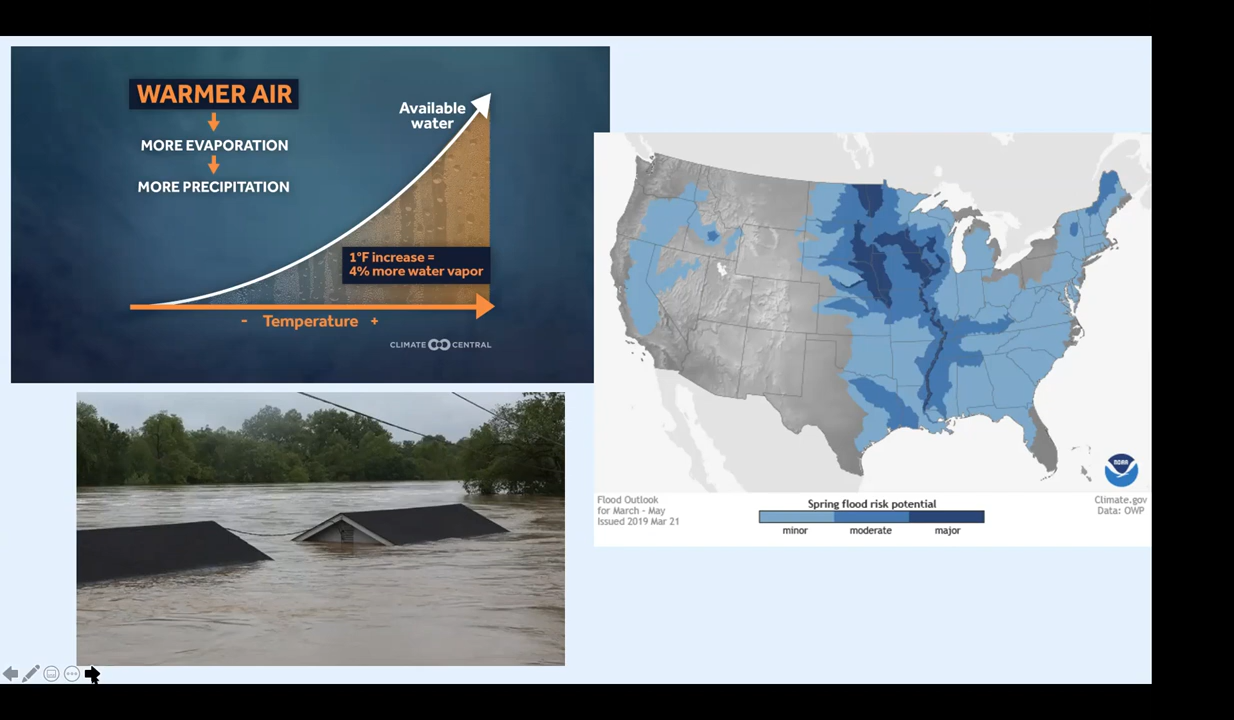 WARMER AIR
MORE EVAPORATION
MORE PRECIPITATION
Available
water
1°F increase =
4% more water vapor
- Temperature +
CLIMATE CENTRAL
NOAA
Flood Outlook
for March - May
Issued 2019 Mar 21
Spring flood risk potential
minor moderate major
Climate.gov
Data: OWP